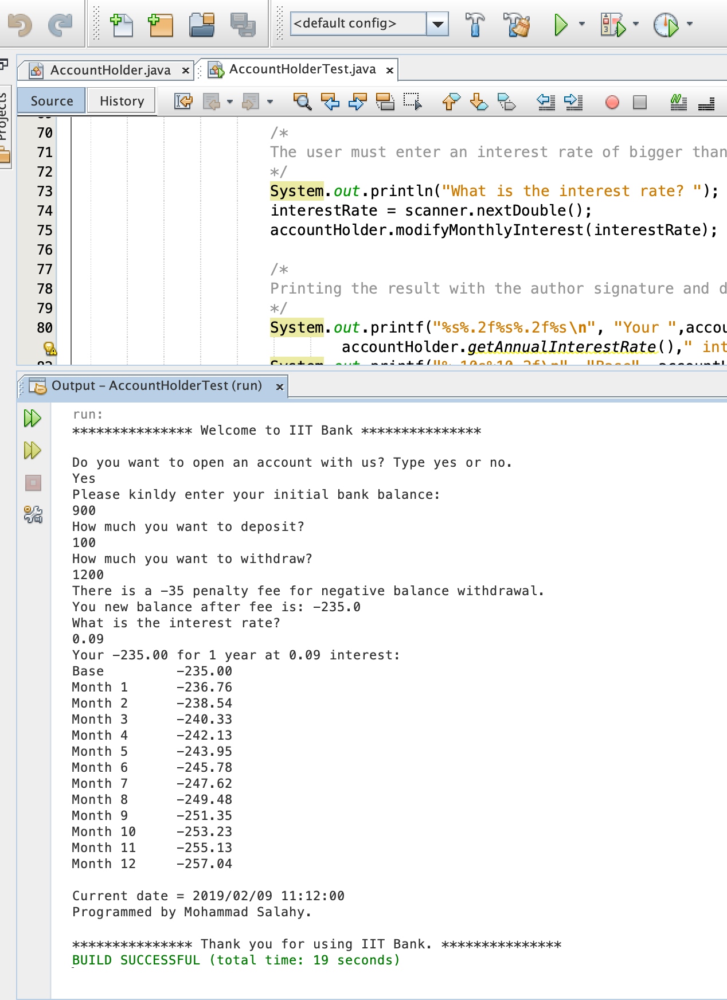 <default config>
AccountHolder.java
AccountHolderTest.java
Projects
Source
History
70 /*
71 The user must enter an interest rate of bigger than
72 */
73 System.out.println("What is the interest rate? ");
74 interestRate = scanner.nextDouble();
75 accountHolder.modifyMonthlyInterest(interestRate);
76
77 /*
78 Printing the result with the author signature and d
79 */
80 System.out.printf("%s%.2f%s%.2f%s\n", "Your ",accou
accountHolder.getAnnualInterestRate()," int
Output - AccountHolderTest (run)
run:
*************** Welcome to IIT Bank ***************
Do you want to open an account with us? Type yes or no.
Yes
Please kinldy enter your initial bank balance:
900
How much you want to deposit?
100
How much you want to withdraw?
1200
There is a -35 penalty fee for negative balance withdrawal.
You new balance after fee is: -235.0
What is the interest rate?
0.09
Your -235.00 for 1 year at 0.09 interest:
Base -235.00
Month 1 -236.76
Month 2 -238.54
Month 3 -240.33
Month 4 -242.13
Month 5 -243.95
Month 6 -245.78
Month 7 -247.62
Month 8 -249.48
Month 9 -251.35
Month 10 -253.23
Month 11 -255.13
Month 12 -257.04
Current date = 2019/02/09 11:12:00
Programmed by Mohammad Salahy.
*************** Thank you for using IIT Bank. ***************
BUILD SUCCESSFUL (total time: 19 seconds)